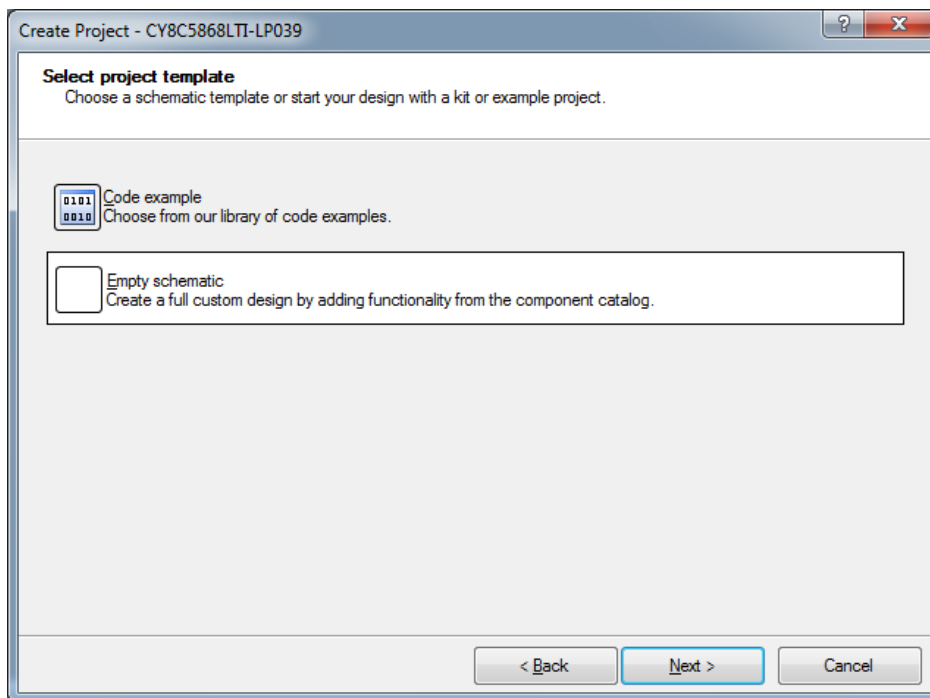 Create Project - CY8C5868LTI-LP039
?
X
Select project template
Choose a schematic template or start your design with a kit or example project.
0101
0010
Code example
Choose from our library of code examples.
Empty schematic
Create a full custom design by adding functionality from the component catalog.
< Back
Next >
Cancel